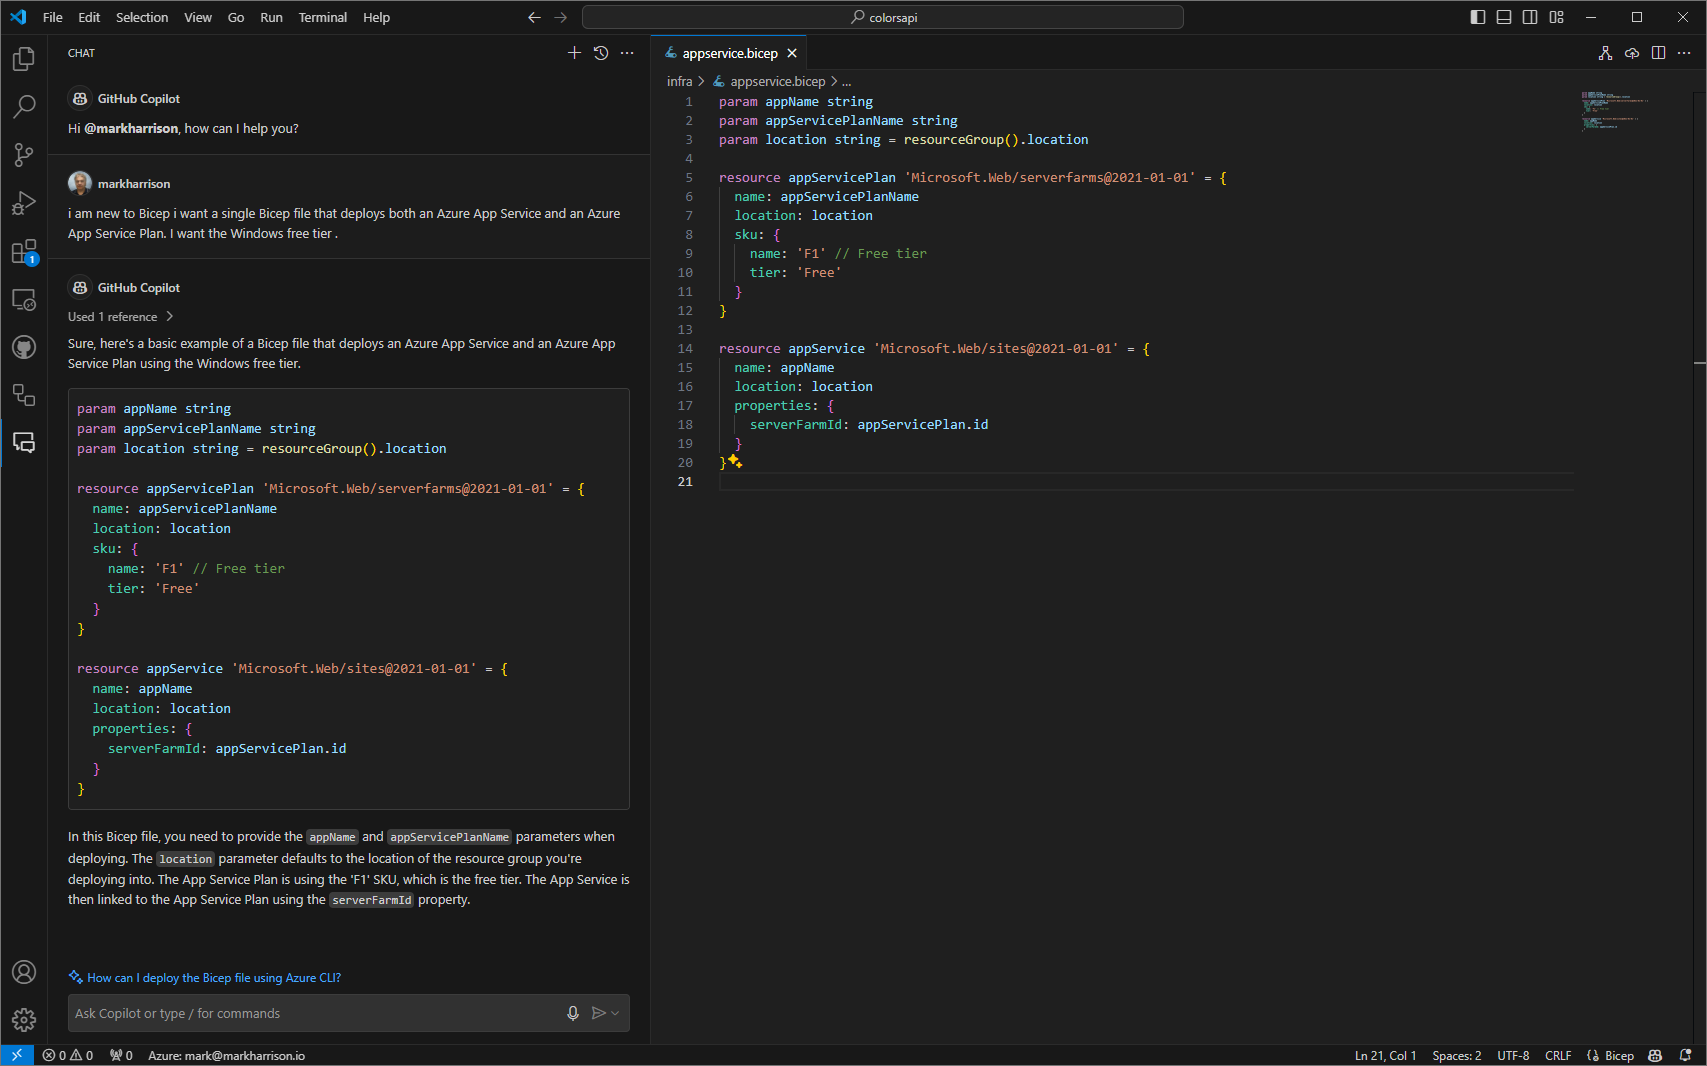 File Edit Selection View Go Run Terminal Help
colorsapi
CHAT
GitHub Copilot
Hi @markharrison, how can I help you?
markharrison
i am new to Bicep i want a single Bicep file that deploys both an Azure App Service and an Azure
App Service Plan. I want the Windows free tier .
1
GitHub Copilot
Used 1 reference
Sure, here's a basic example of a Bicep file that deploys an Azure App Service and an Azure App
Service Plan using the Windows free tier.
param appName string
param appServicePlanName string
param location string = resourceGroup().location
resource appServicePlan 'Microsoft.Web/serverfarms@2021-01-01' = {
name: appServicePlanName
location: location
sku: {
name: 'F1' // Free tier
tier: 'Free'
}
}
resource appService 'Microsoft.Web/sites@2021-01-01' = {
name: appName
location: location
properties: {
serverFarmId: appServicePlan.id
}
}
In this Bicep file, you need to provide the appName and appServicePlanName parameters when
deploying. The location parameter defaults to the location of the resource group you're
deploying into. The App Service Plan is using the 'F1' SKU, which is the free tier. The App Service is
then linked to the App Service Plan using the serverFarmId property.
How can I deploy the Bicep file using Azure CLI?
Ask Copilot or type / for commands
appservice.bicep
infra > appservice.bicep > ...
1 param appName string
2 param appServicePlanName string
3 param location string = resourceGroup().location
4
5 resource appServicePlan 'Microsoft.Web/serverfarms@2021-01-01' = {
6 name: appServicePlanName
7 location: location
8 sku: {
9 name: 'F1' // Free tier
10 tier: 'Free'
11 }
12 }
13
14 resource appService 'Microsoft.Web/sites@2021-01-01' = {
15 name: appName
16 location: location
17 properties: {
18 serverFarmId: appServicePlan.id
19 }
20 }
21
0 0 0 Azure: mark@markharrison.io
Ln 21, Col 1 Spaces: 2 UTF-8 CRLF Bicep